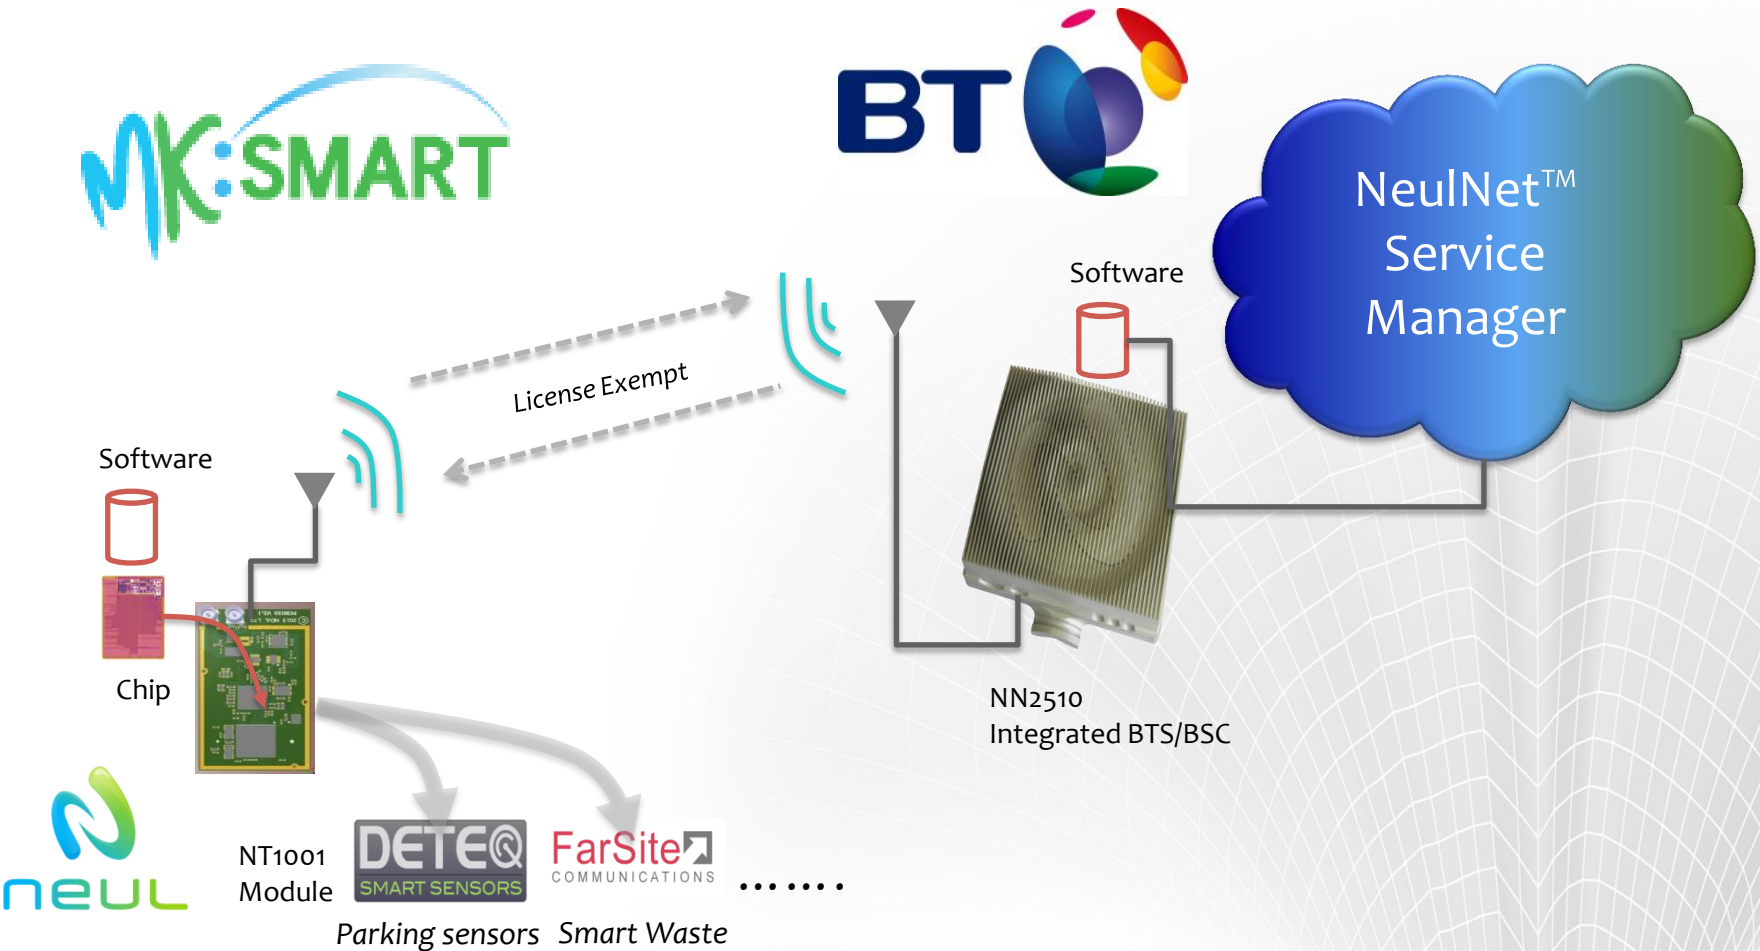 MK:SMART
BT
NeulNet™
Service
Manager
Software
License Exempt
Software
Chip
NN2510
Integrated BTS/BSC
neUL
NT1001
Module
DETEQ
SMART SENSORS
FarSite
COMMUNICATIONS
.......
Parking sensors
Smart Waste